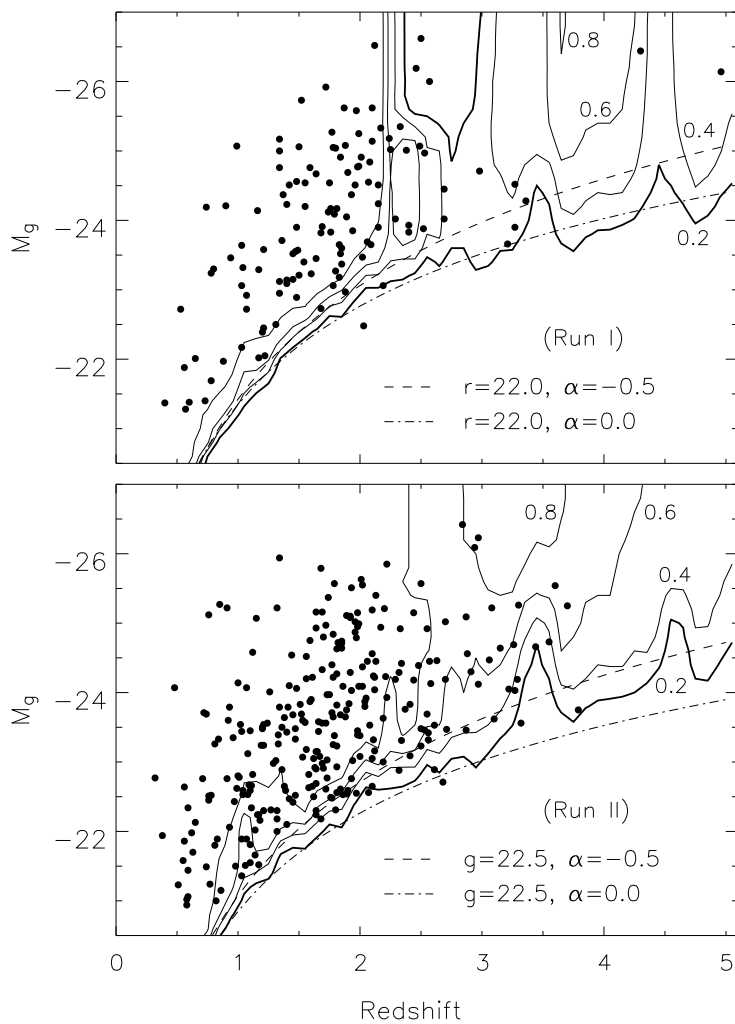 0.8
-26
0.6
0.4
-24
M_g
0.2
(Run I)
-22
r=22.0, α=-0.5
r=22.0, α=0.0
0.8
0.6
-26
0.4
-24
0.2
M_g
(Run II)
-22
g=22.5, α=-0.5
g=22.5, α=0.0
0 1 2 3 4 5
Redshift